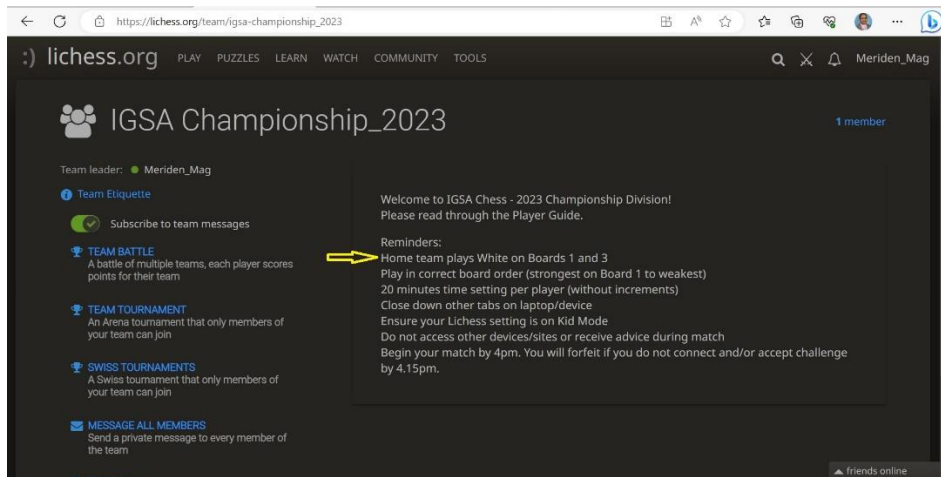 https://lichess.org/team/igsa-championship_2023
:) lichess.org PLAY PUZZLES LEARN WATCH COMMUNITY TOOLS Meriden_Mag
IGSA Championship_2023
1 member
Team leader: Meriden_Mag
Team Etiquette
Subscribe to team messages
TEAM BATTLE
A battle of multiple teams, each player scores
points for their team
TEAM TOURNAMENT
An Arena tournament that only members of
your team can join
SWISS TOURNAMENTS
A Swiss tournament that only members of
your team can join
MESSAGE ALL MEMBERS
Send a private message to every member of
the team
Welcome to IGSA Chess - 2023 Championship Division!
Please read through the Player Guide.
Reminders:
Home team plays White on Boards 1 and 3
Play in correct board order (strongest on Board 1 to weakest)
20 minutes time setting per player (without increments)
Close down other tabs on laptop/device
Ensure your Lichess setting is on Kid Mode
Do not access other devices/sites or receive advice during match
Begin your match by 4pm. You will forfeit if you do not connect and/or accept challenge
by 4.15pm.
friends online